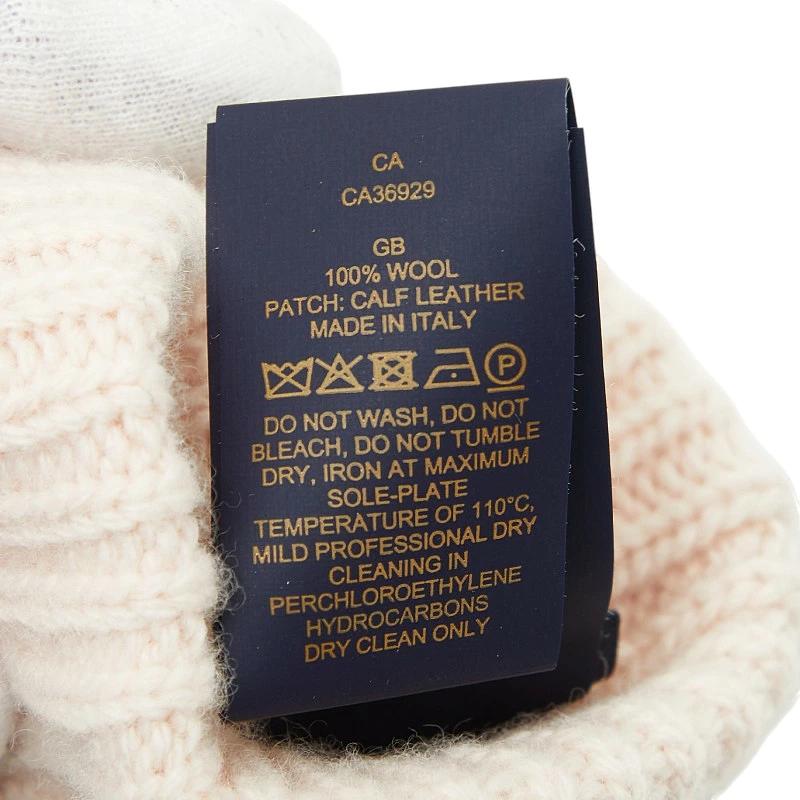 CA
CA36929
GB
100% WOOL
PATCH: CALF LEATHER
MADE IN ITALY
P
DO NOT WASH, DO NOT
BLEACH, DO NOT TUMBLE
DRY, IRON AT MAXIMUM
SOLE-PLATE
TEMPERATURE OF 110°C,
MILD PROFESSIONAL DRY
CLEANING IN
PERCHLOROETHYLENE
HYDROCARBONS
DRY CLEAN ONLY